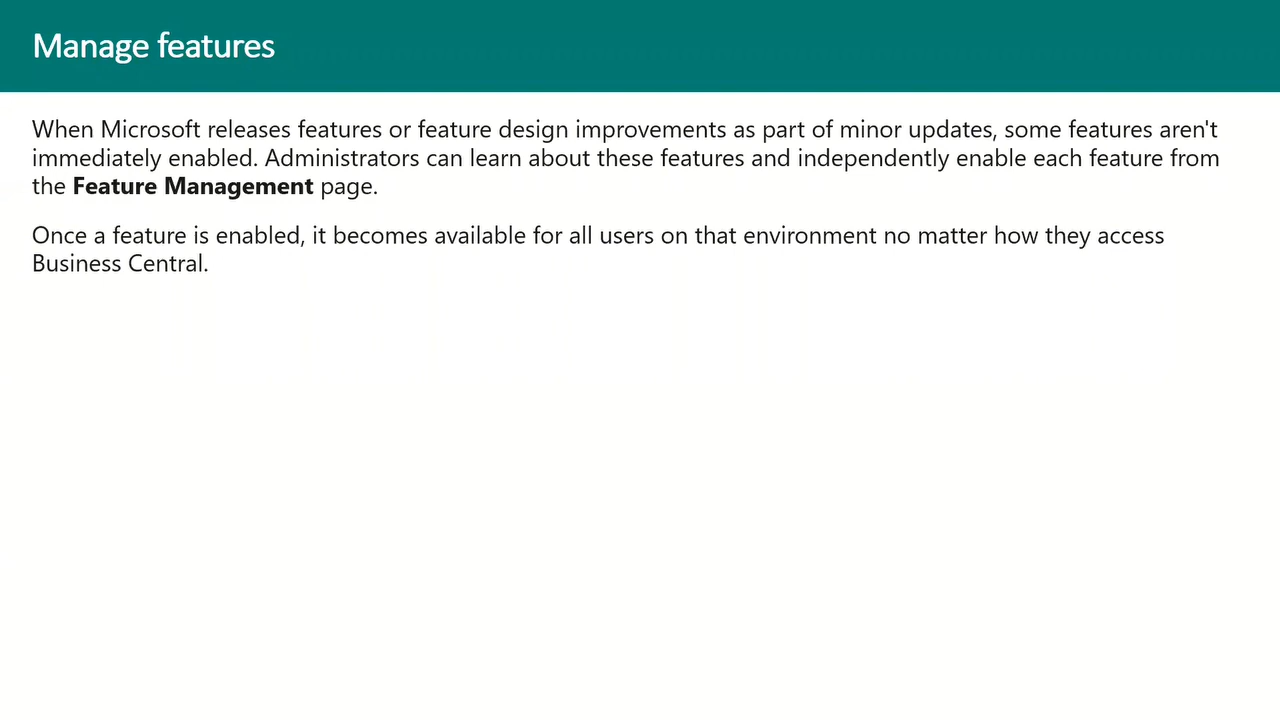 Manage features
When Microsoft releases features or feature design improvements as part of minor updates, some features aren't
immediately enabled. Administrators can learn about these features and independently enable each feature from
the Feature Management page.
Once a feature is enabled, it becomes available for all users on that environment no matter how they access
Business Central.